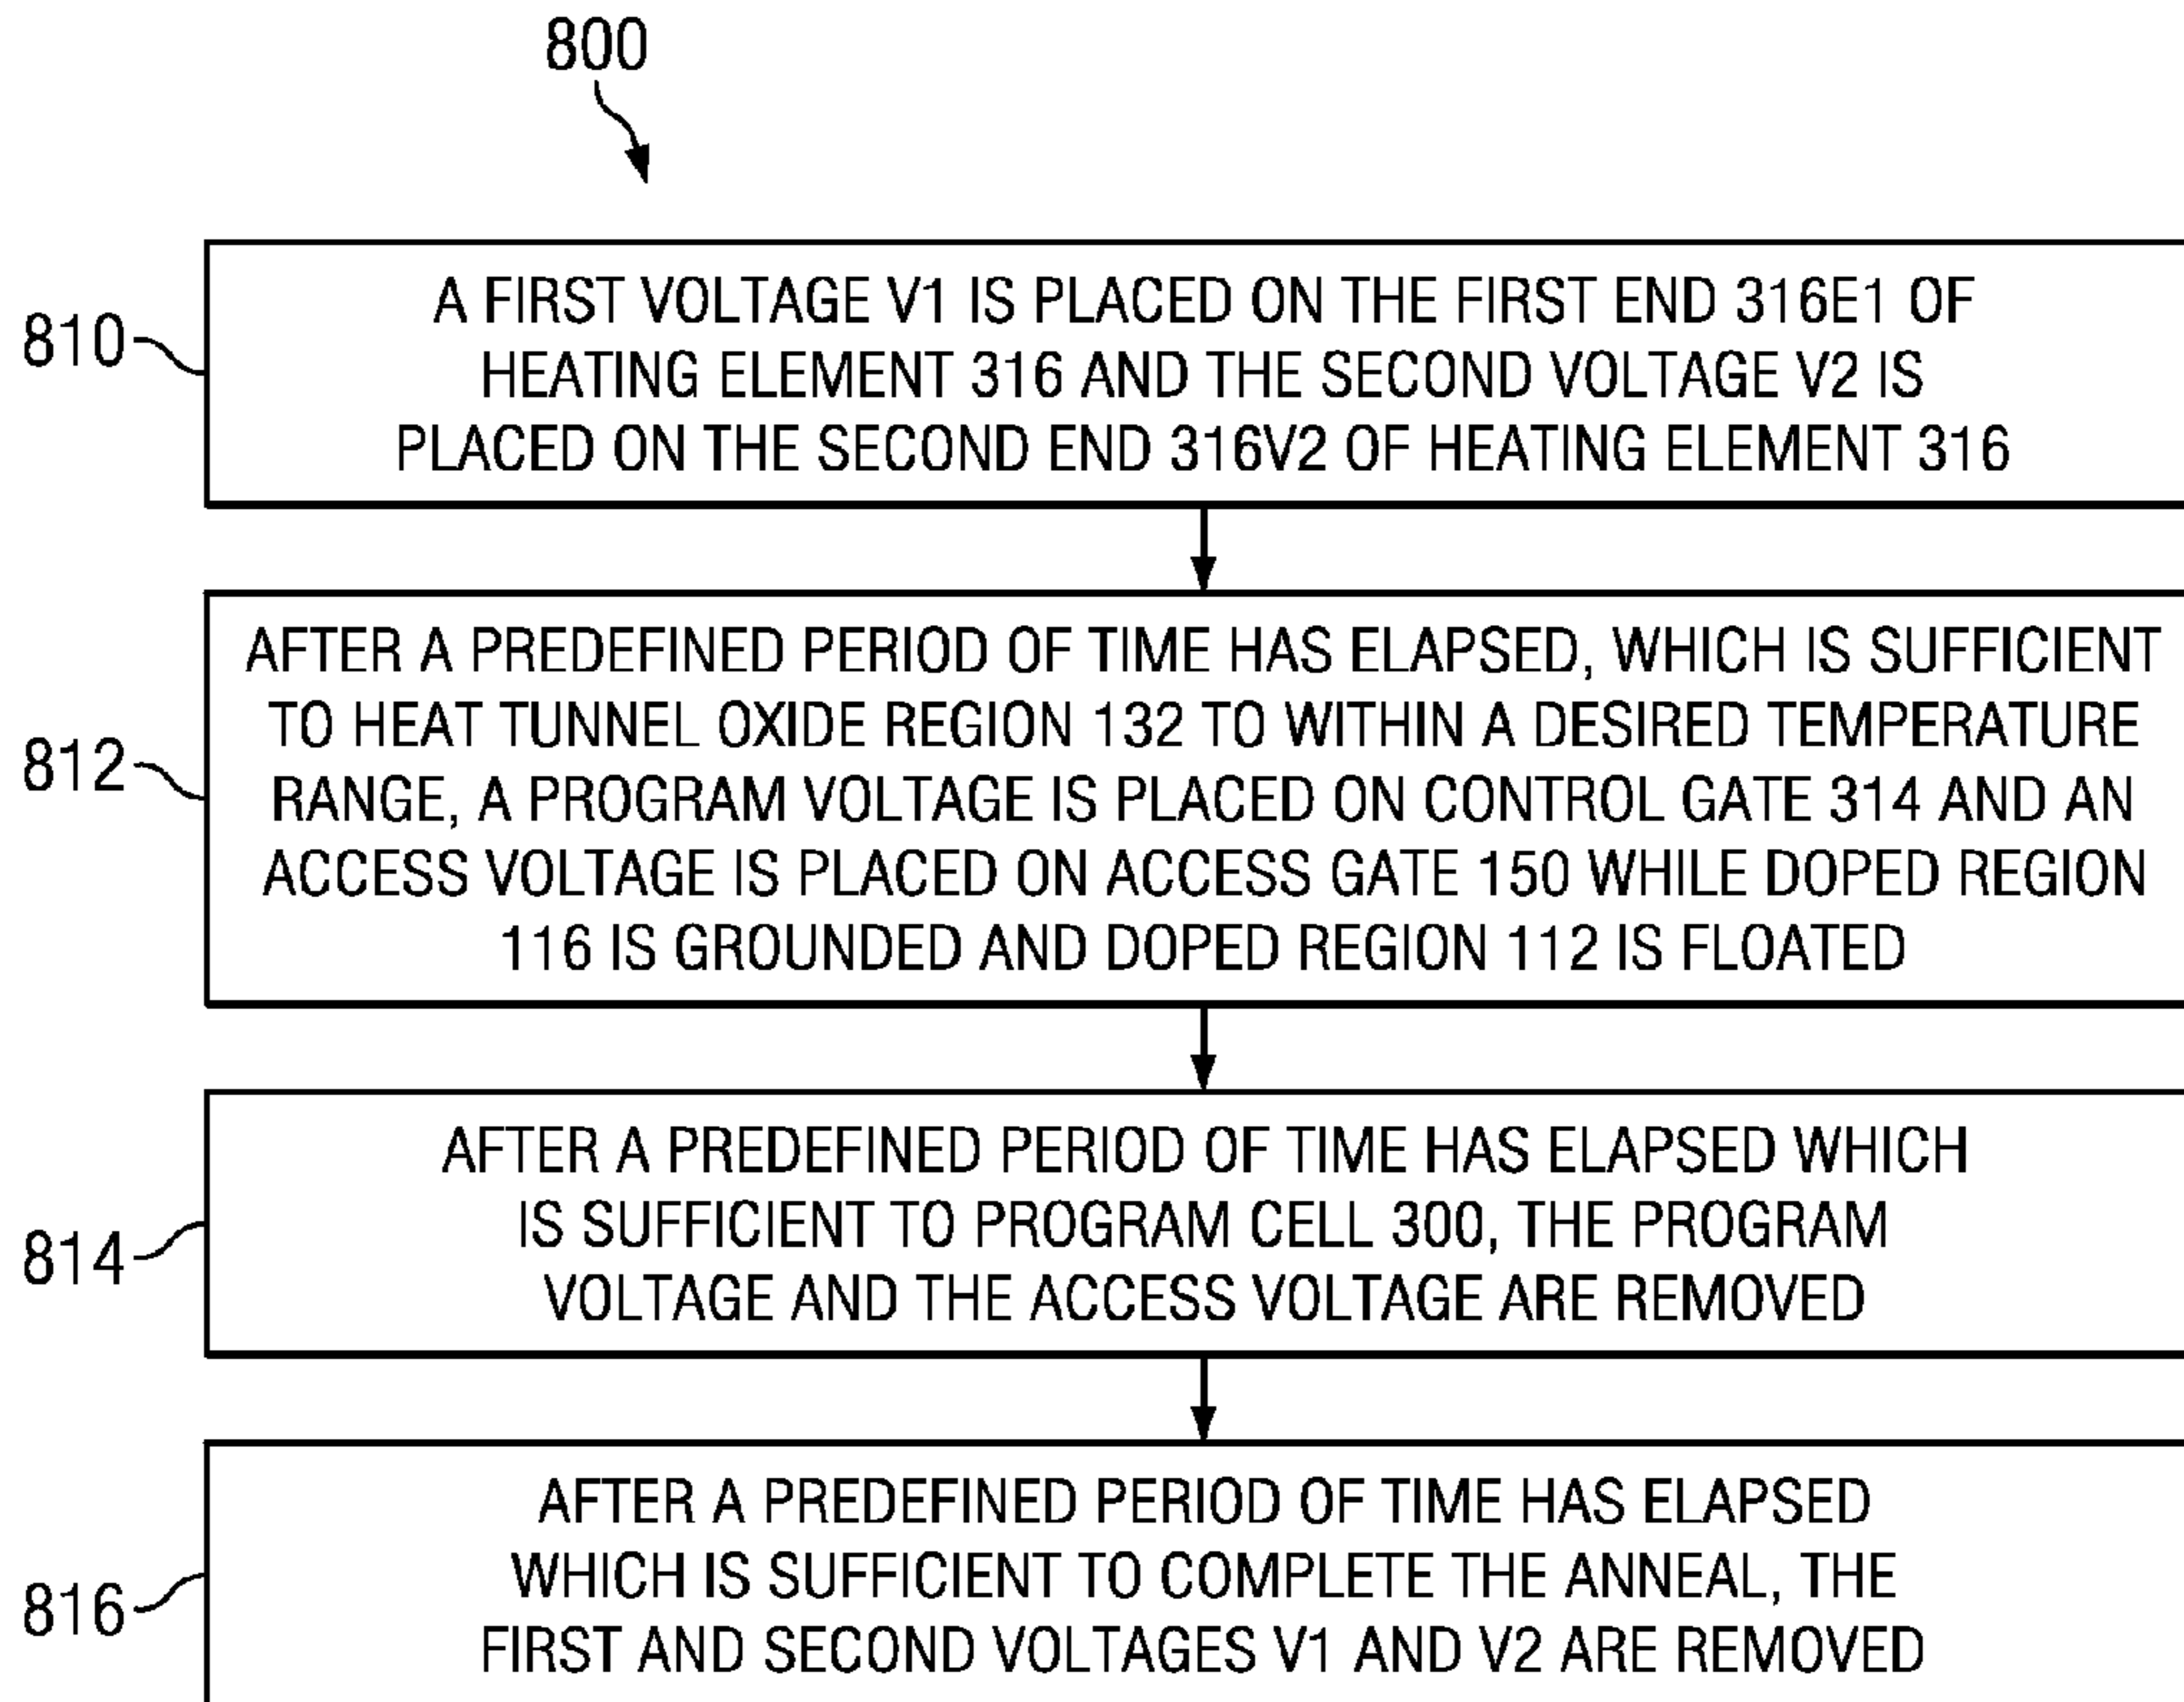 800
810
A FIRST VOLTAGE V1 IS PLACED ON THE FIRST END 316E1 OF
HEATING ELEMENT 316 AND THE SECOND VOLTAGE V2 IS
PLACED ON THE SECOND END 316V2 OF HEATING ELEMENT 316
812
AFTER A PREDEFINED PERIOD OF TIME HAS ELAPSED, WHICH IS SUFFICIENT
TO HEAT TUNNEL OXIDE REGION 132 TO WITHIN A DESIRED TEMPERATURE
RANGE, A PROGRAM VOLTAGE IS PLACED ON CONTROL GATE 314 AND AN
ACCESS VOLTAGE IS PLACED ON ACCESS GATE 150 WHILE DOPED REGION
116 IS GROUNDED AND DOPED REGION 112 IS FLOATED
814
AFTER A PREDEFINED PERIOD OF TIME HAS ELAPSED WHICH
IS SUFFICIENT TO PROGRAM CELL 300, THE PROGRAM
VOLTAGE AND THE ACCESS VOLTAGE ARE REMOVED
816
AFTER A PREDEFINED PERIOD OF TIME HAS ELAPSED
WHICH IS SUFFICIENT TO COMPLETE THE ANNEAL, THE
FIRST AND SECOND VOLTAGES V1 AND V2 ARE REMOVED